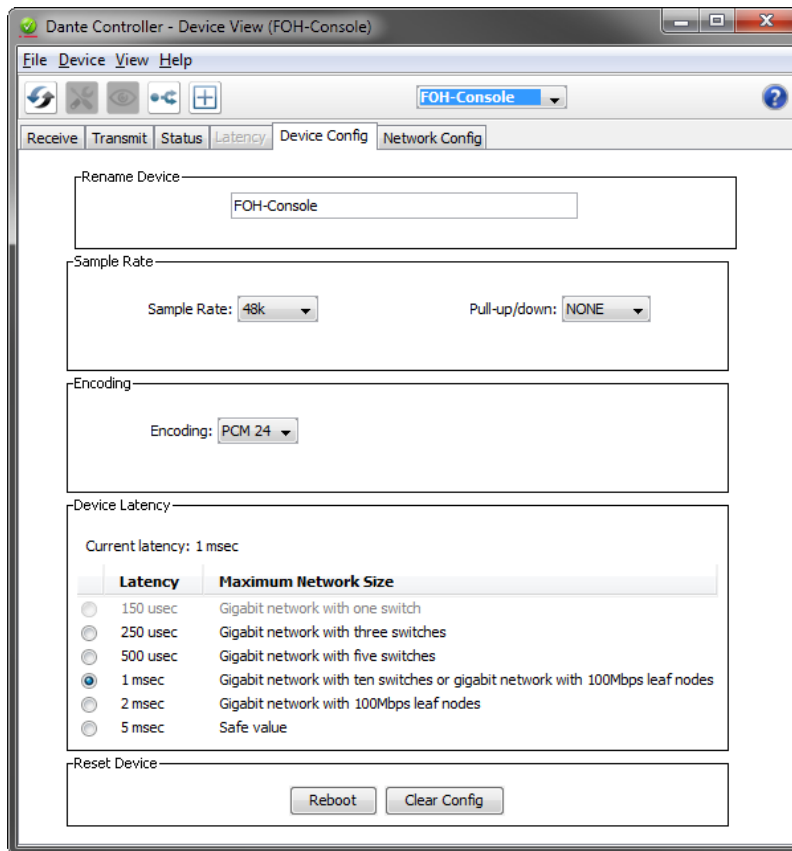 Dante Controller - Device View (FOH-Console)
File Device View Help
FOH-Console
?
Receive Transmit Status Latency Device Config Network Config
Rename Device
FOH-Console
Sample Rate
Sample Rate: 48k Pull-up/down: NONE
Encoding
Encoding: PCM 24
Device Latency
Current latency: 1 msec
Latency Maximum Network Size
150 usec Gigabit network with one switch
250 usec Gigabit network with three switches
500 usec Gigabit network with five switches
1 msec Gigabit network with ten switches or gigabit network with 100Mbps leaf nodes
2 msec Gigabit network with 100Mbps leaf nodes
5 msec Safe value
Reset Device
Reboot Clear Config